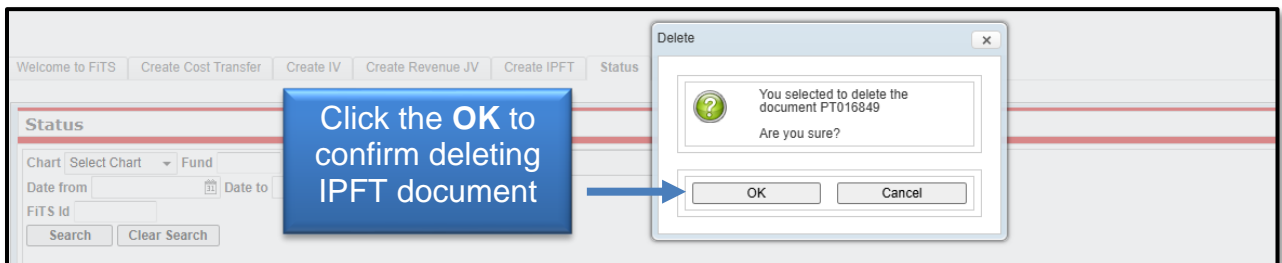 Delete
Welcome to FiTS Create Cost Transfer Create IV Create Revenue JV Create IPFT Status
You selected to delete the
document PT016849
Are you sure?
Click the OK to
confirm deleting
IPFT document
Status
Chart Select Chart Fund
Date from Date to
FiTS Id
OK Cancel
Search Clear Search